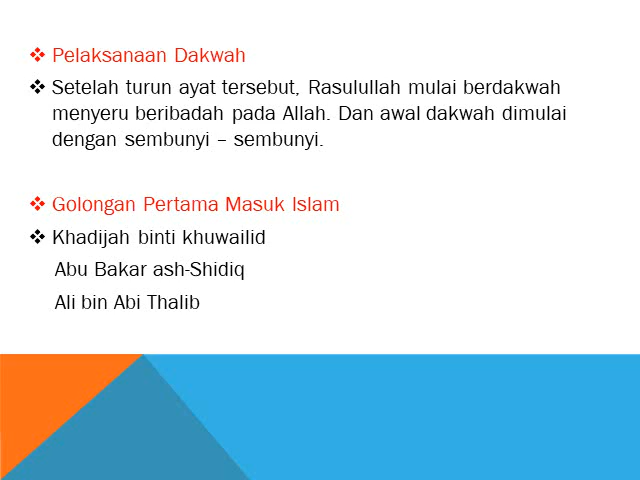 ❖ Pelaksanaan Dakwah
❖ Setelah turun ayat tersebut, Rasulullah mulai berdakwah
menyeru beribadah pada Allah. Dan awal dakwah dimulai
dengan sembunyi – sembunyi.
❖ Golongan Pertama Masuk Islam
❖ Khadijah binti khuwailid
Abu Bakar ash-Shidiq
Ali bin Abi Thalib